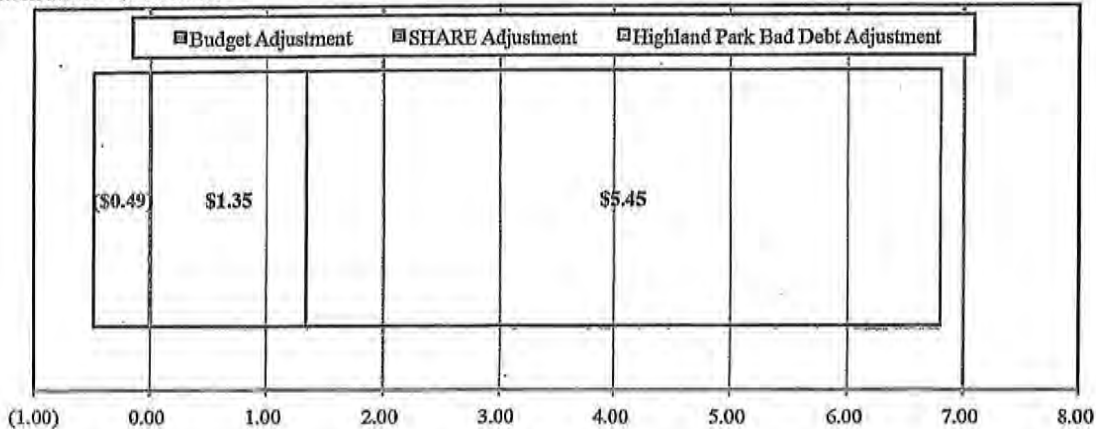 Budget Adjustment SHARE Adjustment Highland Park Bad Debt Adjustment
($0.49) $1.35 $5.45
(1.00) 0.00 1.00 2.00 3.00 4.00 5.00 6.00 7.00 8.00